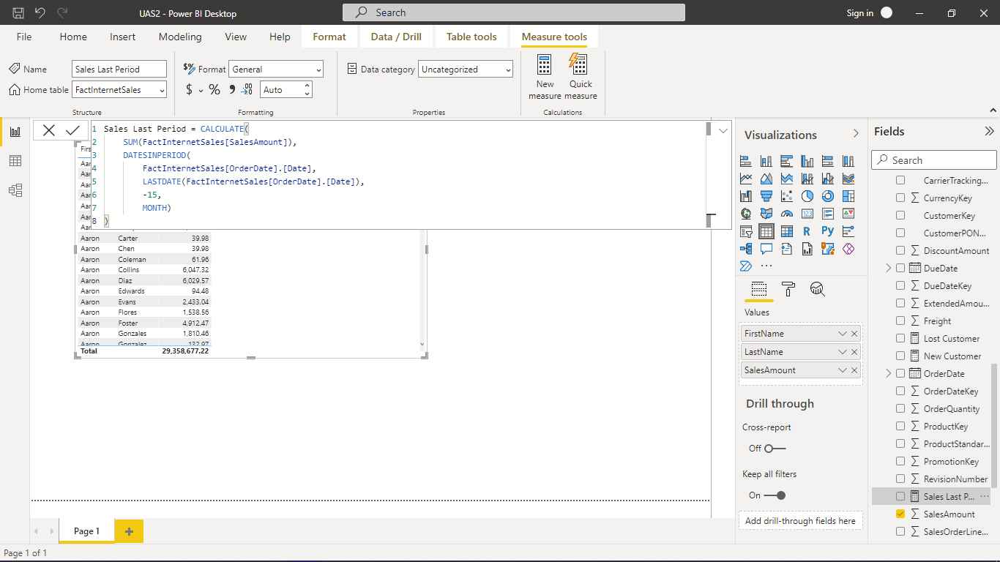 UAS2 - Power BI Desktop
Search
Sign in
File Home Insert Modeling View Help Format Data / Drill Table tools Measure tools
Name
Sales Last Period
Home table
FactInternetSales
Structure
$% Format
General
$ % 9 .00
Auto
Formatting
Data category
Uncategorized
Properties
New measure
Quick measure
Calculations
1 Sales Last Period = CALCULATE(
2 SUM(FactInternetSales[SalesAmount]),
3 DATESINPERIOD(
4 FactInternetSales[OrderDate].[Date],
5 LASTDATE(FactInternetSales[OrderDate].[Date]),
6 -15,
7 MONTH)
8 )
Firs
Aar
Aar
Aar
Aar
Aar
Aar
Aar
Aaron Carter 39.98
Aaron Chen 39.98
Aaron Coleman 61.96
Aaron Collins 6,047.32
Aaron Diaz 6,029.57
Aaron Edwards 94.48
Aaron Evans 2,433.04
Aaron Flores 1,538.56
Aaron Foster 4,912.47
Aaron Gonzales 1,810.46
Aaron Gonzalez 132.97
Total 29,358,677.22
Page 1
Page 1 of 1
Visualizations
123
R Py
Values
FirstName
LastName
SalesAmount
Drill through
Cross-report
Off
Keep all filters
On
Add drill-through fields here
Fields
Search
CarrierTracking...
CurrencyKey
CustomerKey
CustomerPON...
DiscountAmount
DueDate
DueDateKey
ExtendedAmou...
Freight
Lost Customer
New Customer
OrderDate
OrderDateKey
OrderQuantity
ProductKey
ProductStandar...
PromotionKey
RevisionNumber
Sales Last P...
SalesAmount
SalesOrderLine...